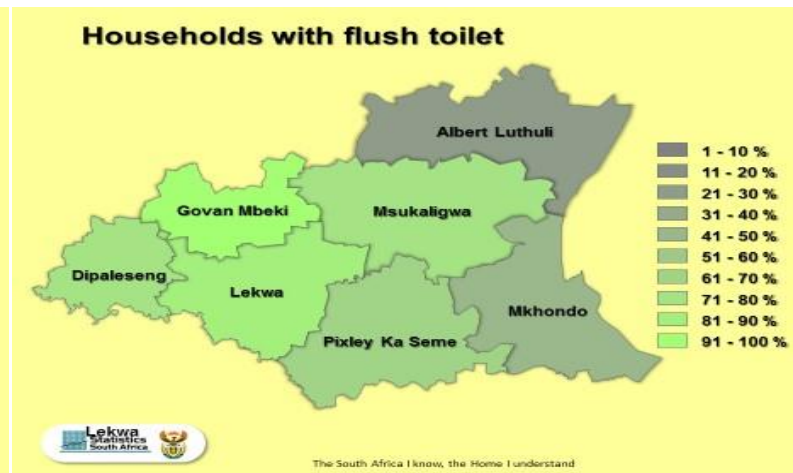 Households with flush toilet
Albert Luthuli
Govan Mbeki
Msukaligwa
Dipaleseng
Lekwa
Mkhondo
Pixley Ka Seme
1 - 10 %
11 - 20 %
21 - 30 %
31 - 40 %
41 - 50 %
51 - 60 %
61 - 70 %
71 - 80 %
81 - 90 %
91 - 100 %
Lekwa
Statistics
South Africa
The South Africa I know, the Home I understand